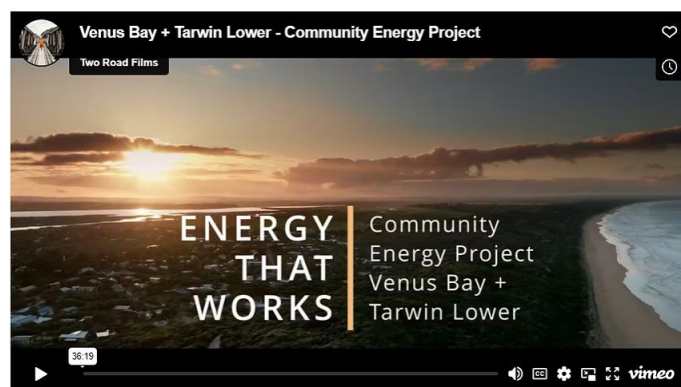 Venus Bay + Tarwin Lower - Community Energy Project
Two Road Films
ENERGY
THAT
WORKS
Community
Energy Project
Venus Bay +
Tarwin Lower
36:19
CC
vimeo